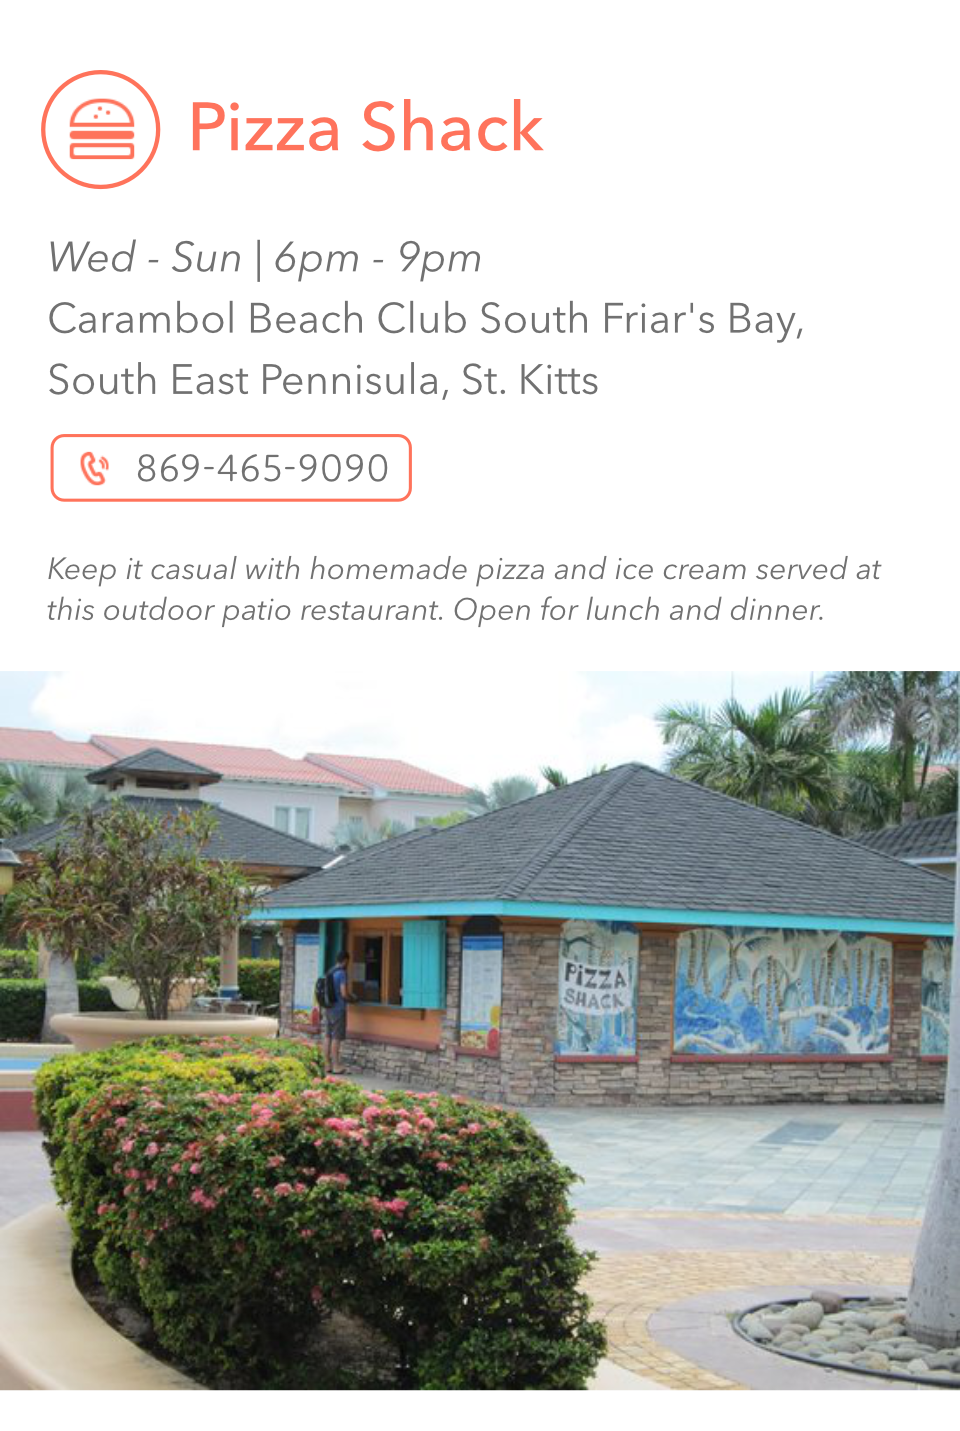 Pizza Shack
Wed - Sun | 6pm - 9pm
Carambol Beach Club South Friar's Bay,
South East Pennisula, St. Kitts
869-465-9090
Keep it casual with homemade pizza and ice cream served at
this outdoor patio restaurant. Open for lunch and dinner.
PiZZA
SHACK